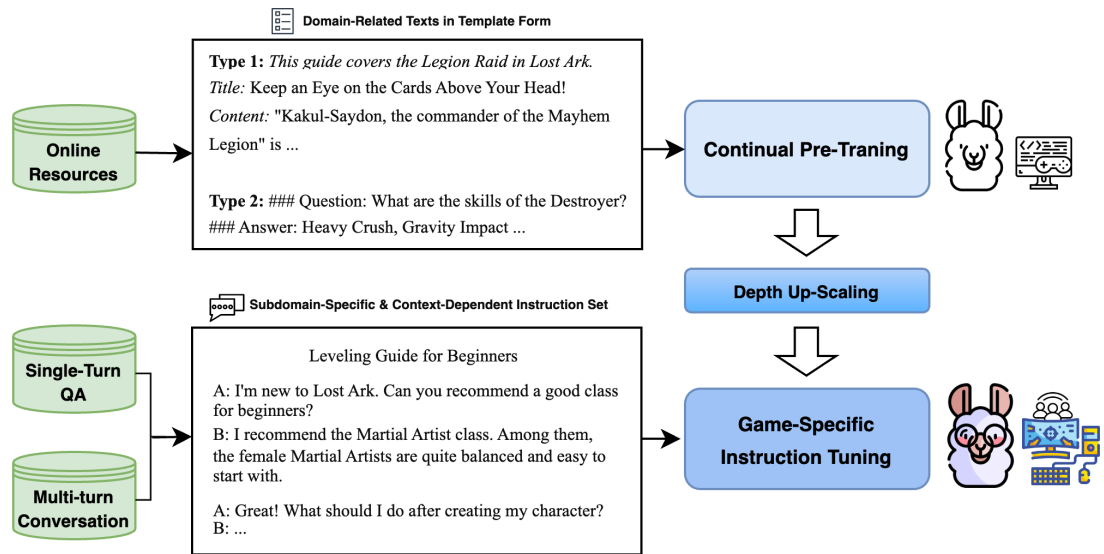 Domain-Related Texts in Template Form
Type 1: This guide covers the Legion Raid in Lost Ark.
Title: Keep an Eye on the Cards Above Your Head!
Content: "Kakul-Saydon, the commander of the Mayhem
Legion" is ...
Type 2: ### Question: What are the skills of the Destroyer?
### Answer: Heavy Crush, Gravity Impact ...
Online
Resources
Continual Pre-Traning
Depth Up-Scaling
Subdomain-Specific & Context-Dependent Instruction Set
Single-Turn
QA
Multi-turn
Conversation
Leveling Guide for Beginners
A: I'm new to Lost Ark. Can you recommend a good class
for beginners?
B: I recommend the Martial Artist class. Among them,
the female Martial Artists are quite balanced and easy to
start with.
A: Great! What should I do after creating my character?
B: ...
Game-Specific
Instruction Tuning